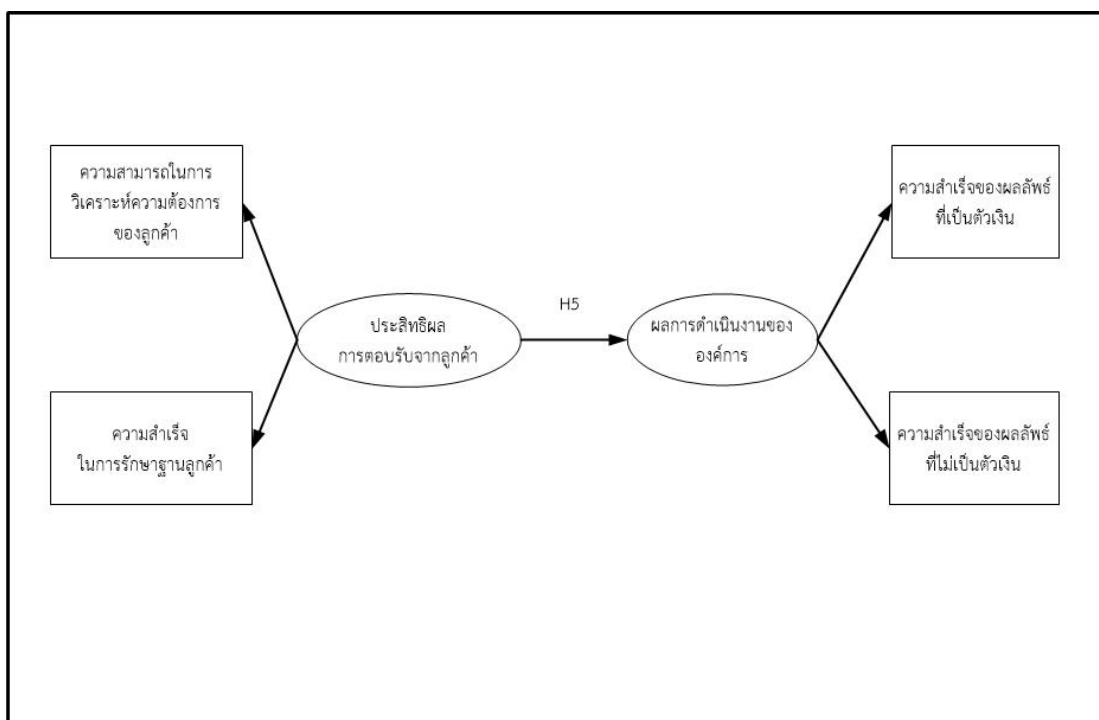 ความสามารถในการ
วิเคราะห์ความต้องการ
ของลูกค้า
ความสำเร็จของผลลัพธ์
ที่เป็นตัวเงิน
H5
ประสิทธิผล
การตอบรับจากลูกค้า
ผลการดำเนินงานของ
องค์การ
ความสำเร็จ
ในการรักษาฐานลูกค้า
ความสำเร็จของผลลัพธ์
ที่ไม่เป็นตัวเงิน